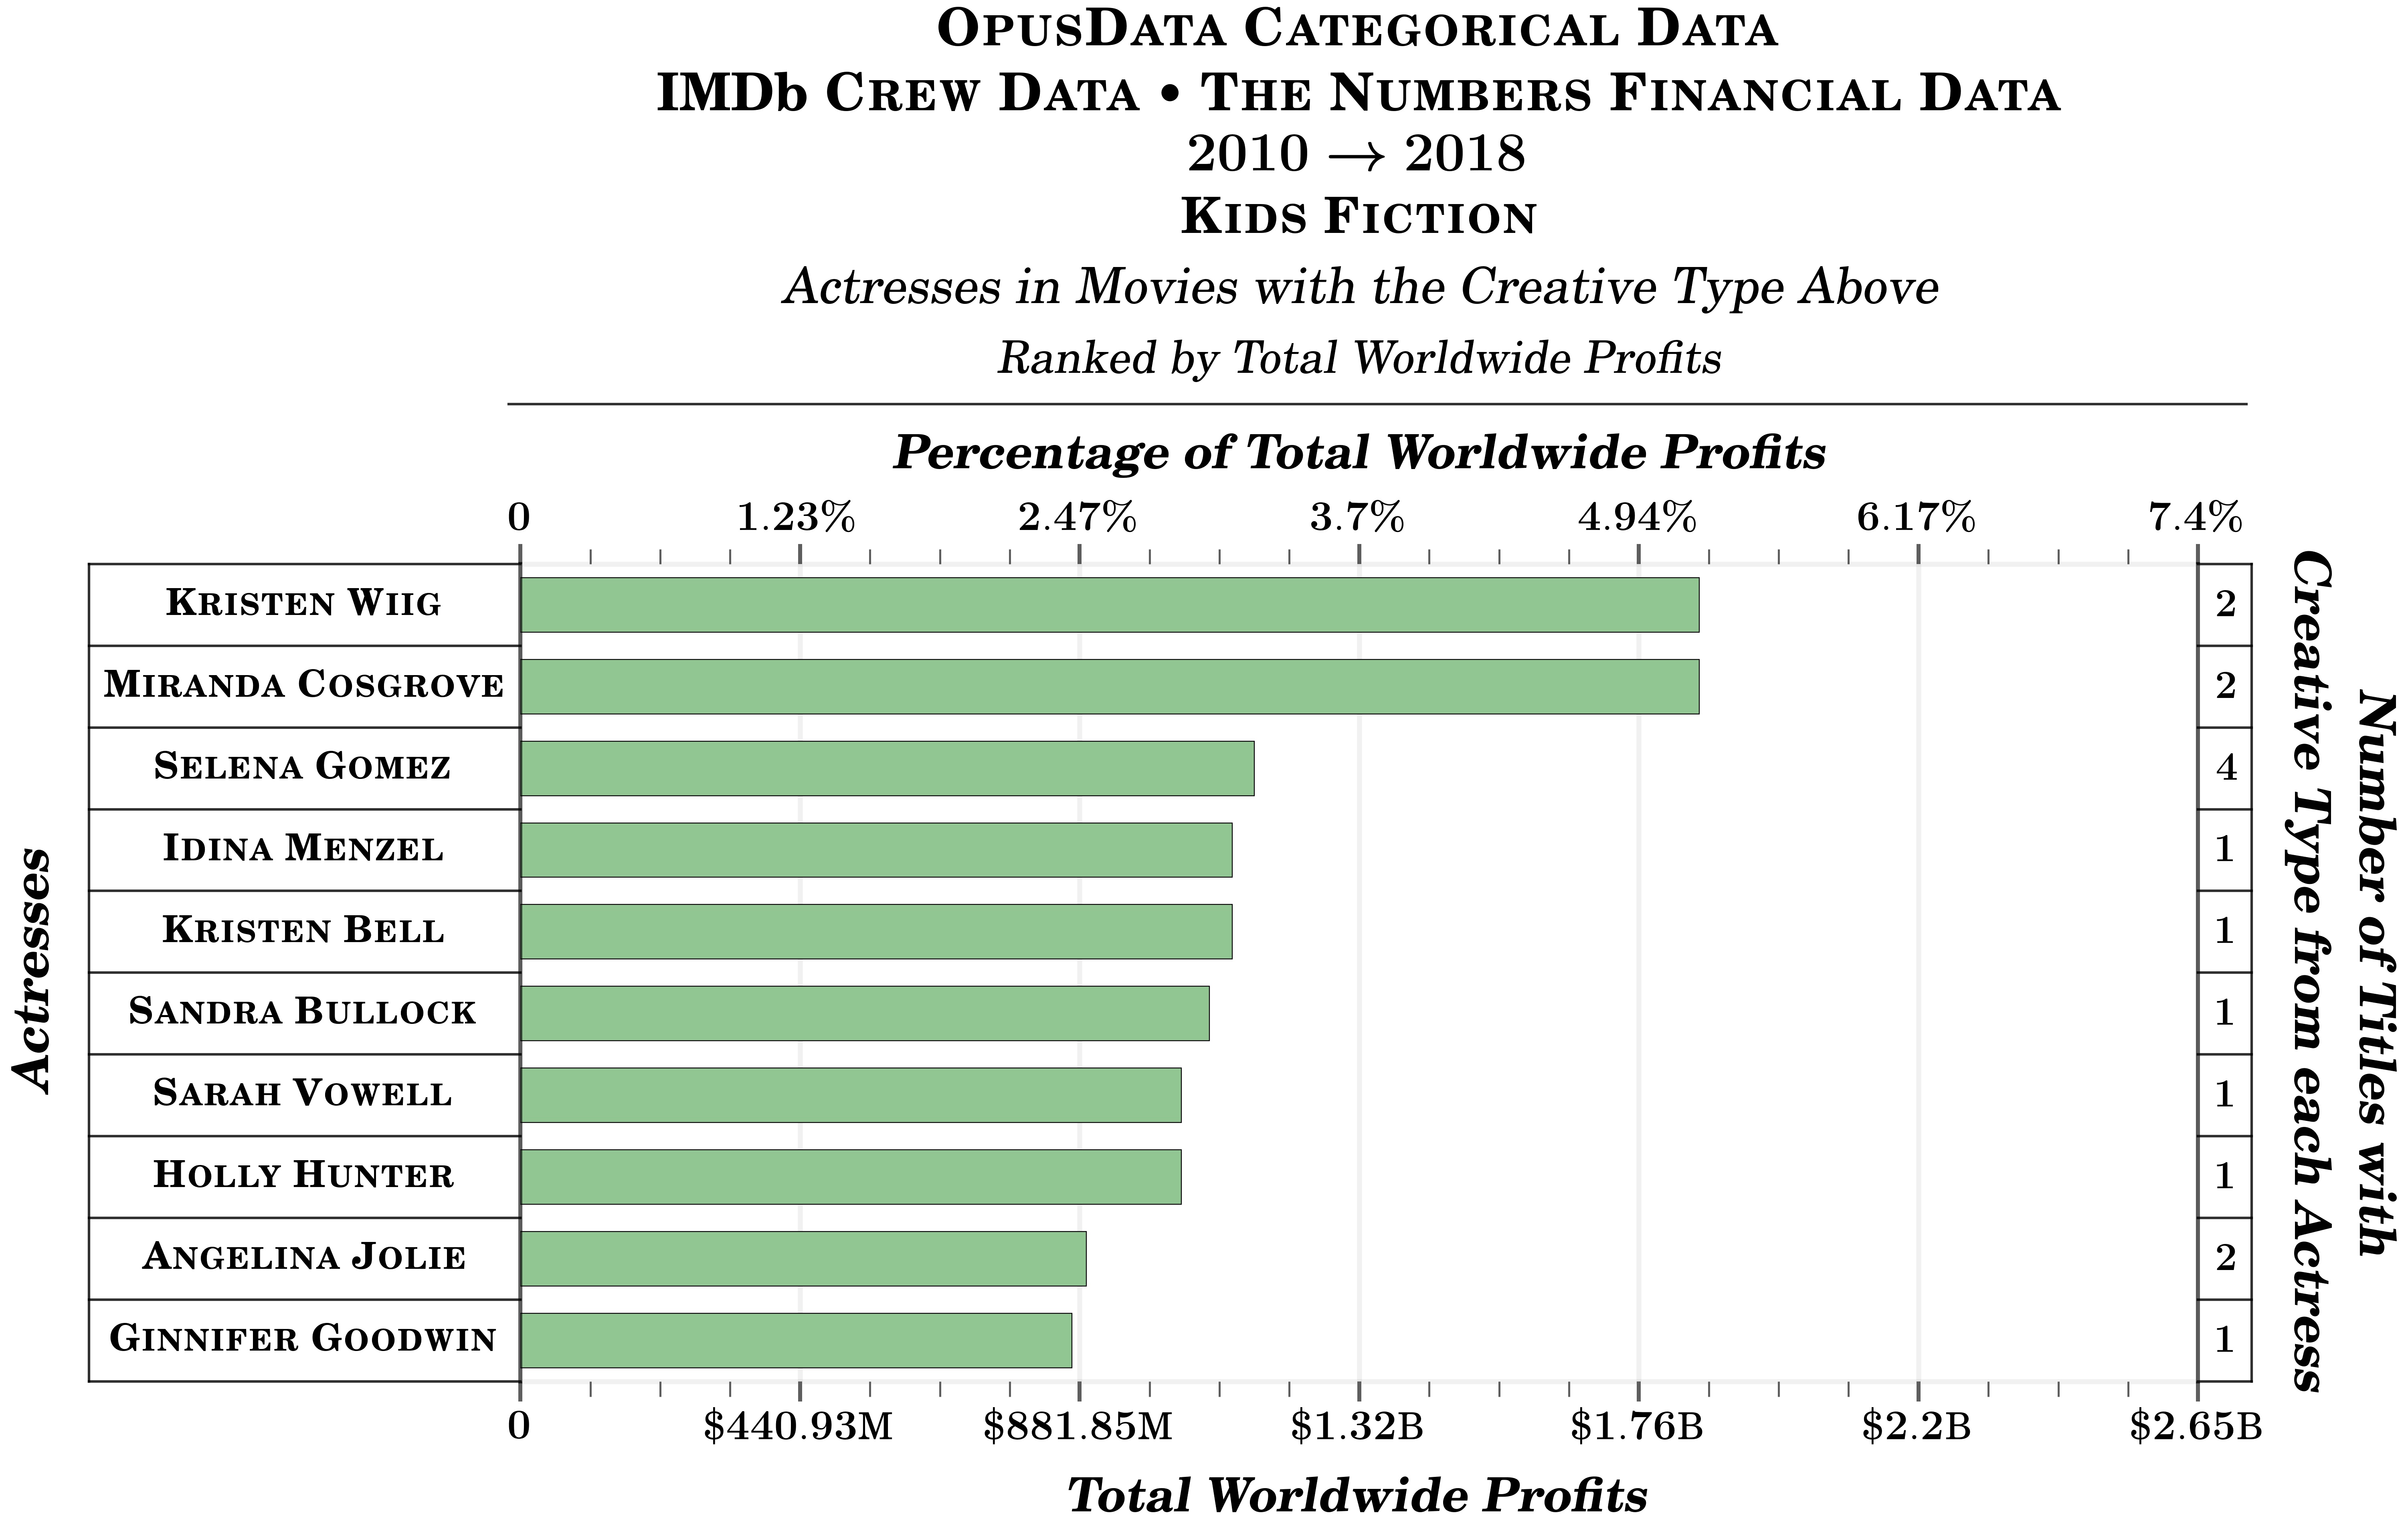 OpusData Categorical Data
IMDb Crew Data • The Numbers Financial Data
2010 → 2018
Kids Fiction
Actresses in Movies with the Creative Type Above
Ranked by Total Worldwide Profits
Percentage of Total Worldwide Profits
0 1.23% 2.47% 3.7% 4.94% 6.17% 7.4%
Actresses
Kristen Wiig 2
Miranda Cosgrove 2
Selena Gomez 4
Idina Menzel 1
Kristen Bell 1
Sandra Bullock 1
Sarah Vowell 1
Holly Hunter 1
Angelina Jolie 2
Ginnifer Goodwin 1
Number of Titles with
Creative Type from each Actress
0 $440.93M $881.85M $1.32B $1.76B $2.2B $2.65B
Total Worldwide Profits